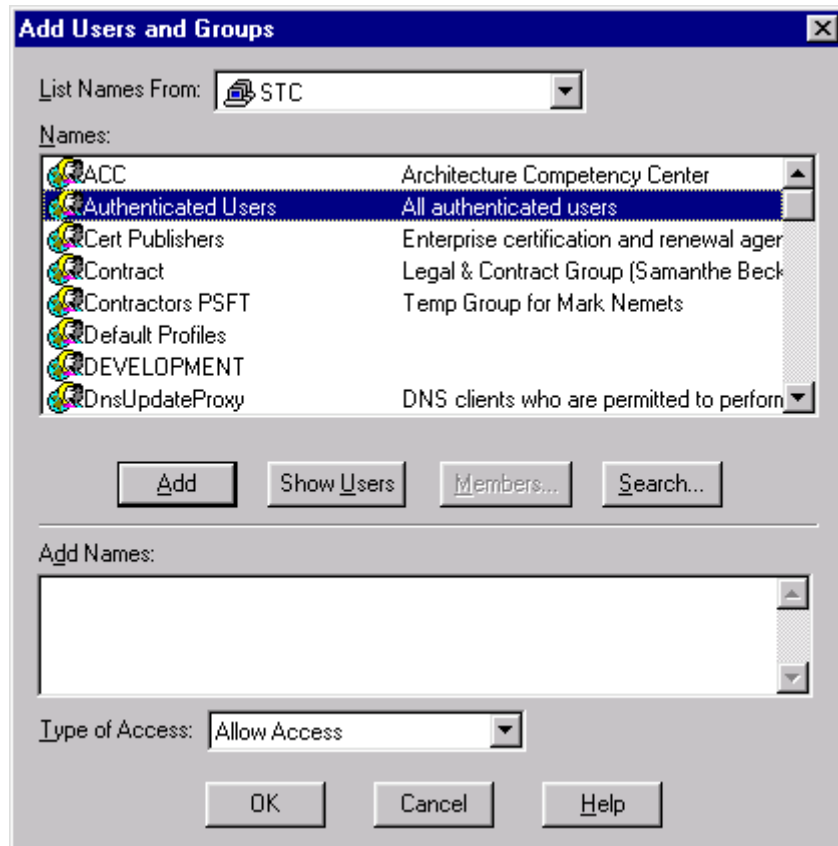 Add Users and Groups
List Names From: STC
Names:
ACC Architecture Competency Center
Authenticated Users All authenticated users
Cert Publishers Enterprise certification and renewal agen
Contract Legal & Contract Group (Samanthe Beck
Contractors PSFT Temp Group for Mark Nemets
Default Profiles
DEVELOPMENT
DnsUpdateProxy DNS clients who are permitted to perform
Add Show Users Members... Search...
Add Names:
Type of Access: Allow Access
OK Cancel Help